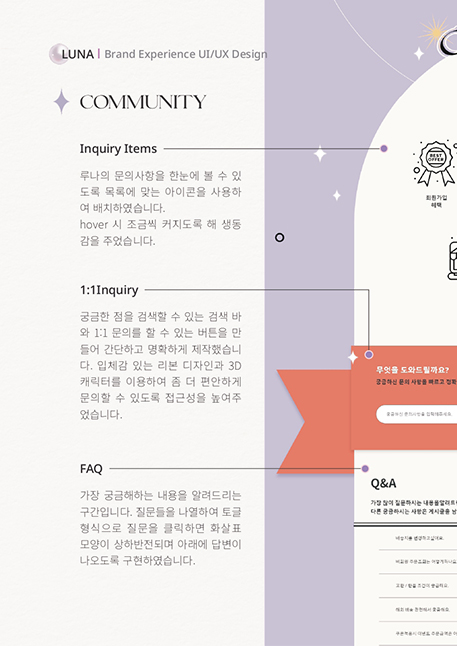 LUNA | Brand Experience UI/UX Design
COMMUNITY
Inquiry Items
루나의 문의사항을 한눈에 볼 수 있
도록 목록에 맞는 아이콘을 사용하
여 배치하였습니다.
hover 시 조금씩 커지도록 해 생동
감을 주었습니다.
BEST
OFFER
회원가입
혜택
1:1Inquiry
궁금한 점을 검색할 수 있는 검색 바
와 1:1 문의를 할 수 있는 버튼을 만
들어 간단하고 명확하게 제작했습니
다. 입체감 있는 리본 디자인과 3D
캐릭터를 이용하여 좀 더 편안하게
문의할 수 있도록 접근성을 높여주
었습니다.
무엇을 도와드릴까요?
궁금하신 문의 사항을 빠르고 정확
궁금하신 문의사항을 입력해주세요
FAQ
가장 궁금해하는 내용을 알려드리는
구간입니다. 질문들을 나열하여 토글
형식으로 질문을 클릭하면 화살표
모양이 상하반전되며 아래에 답변이
나오도록 구현하였습니다.
Q&A
가장 많이 질문하시는 내용을알려드
다른 궁금하시는 사항은 게시글을 남